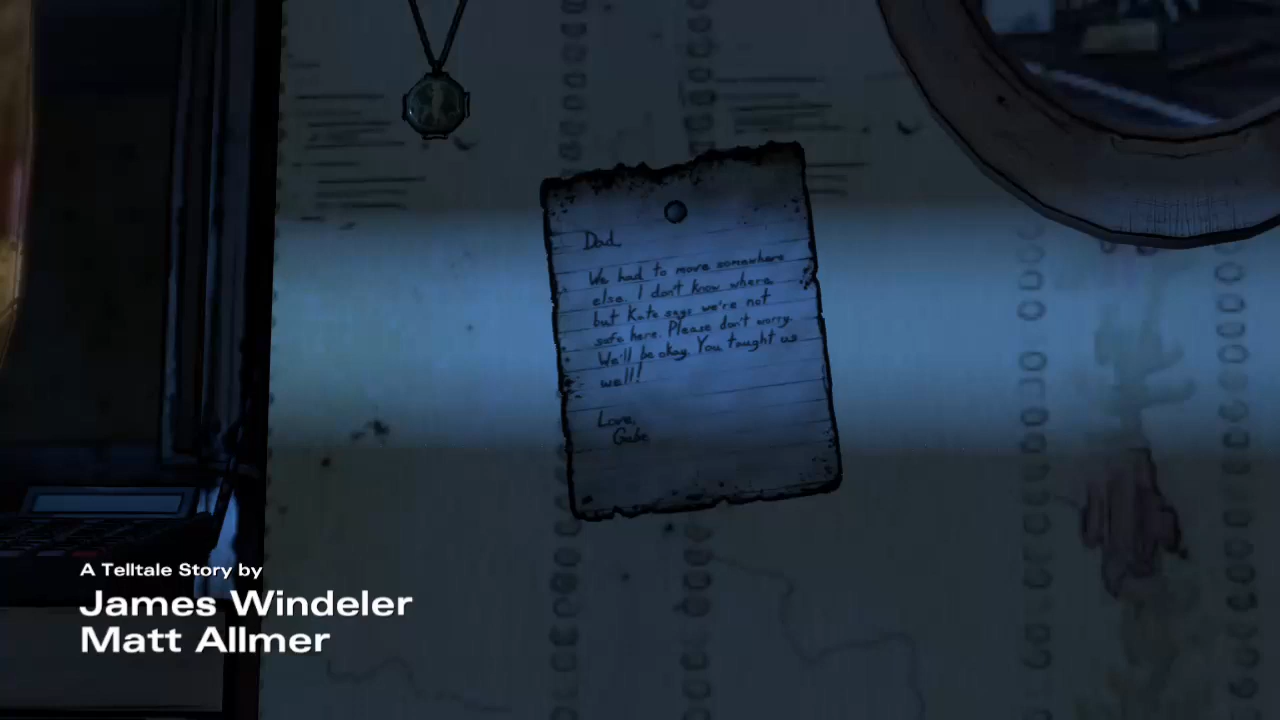 Dad,
We had to move somewhere
else. I don't know where
but Kate says we're not
safe here. Please don't worry.
We'll be okay. You taught us
well!
Love,
Gabe
A Telltale Story by
James Windeler
Matt Allmer